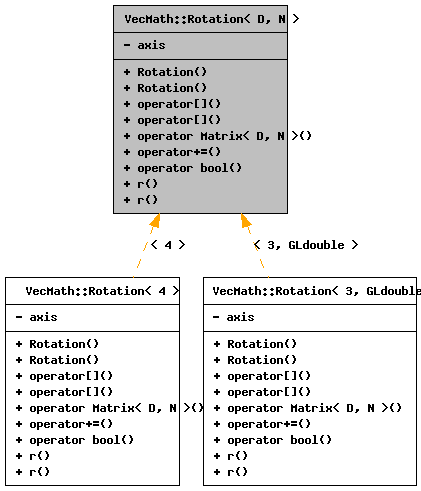 VecMath::Rotation< D, N >
- axis
+ Rotation()
+ Rotation()
+ operator[]()
+ operator[]()
+ operator Matrix< D, N >()
+ operator+=()
+ operator bool()
+ r()
+ r()
< 4 >
< 3, GLdouble >
VecMath::Rotation< 4 >
- axis
+ Rotation()
+ Rotation()
+ operator[]()
+ operator[]()
+ operator Matrix< D, N >()
+ operator+=()
+ operator bool()
+ r()
+ r()
VecMath::Rotation< 3, GLdouble
- axis
+ Rotation()
+ Rotation()
+ operator[]()
+ operator[]()
+ operator Matrix< D, N >()
+ operator+=()
+ operator bool()
+ r()
+ r()